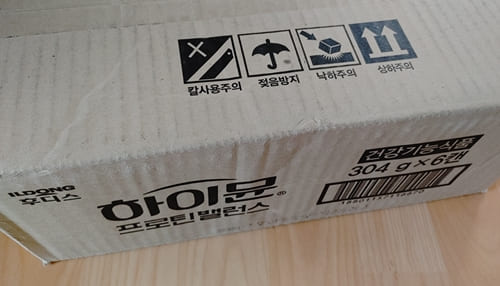 칼사용주의 젖음방지 낙하주의 상하주의
ILDONG
후디스
하이뮨®
프로틴밸런스
건강기능식품
304 g × 6캔